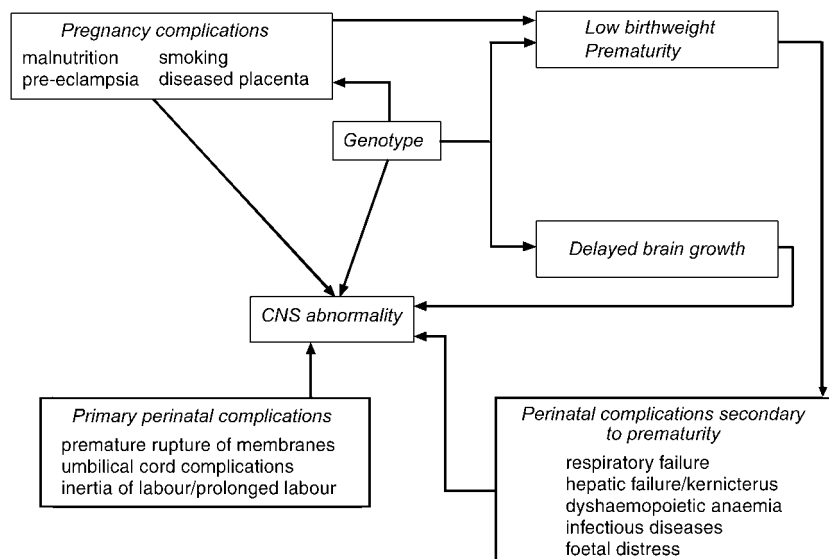 Pregnancy complications
malnutrition smoking
pre-eclampsia diseased placenta
Low birthweight
Prematurity
Genotype
Delayed brain growth
CNS abnormality
Primary perinatal complications
premature rupture of membranes
umbilical cord complications
inertia of labour/prolonged labour
Perinatal complications secondary
to prematurity
respiratory failure
hepatic failure/kernicterus
dyshaemopoietic anaemia
infectious diseases
foetal distress